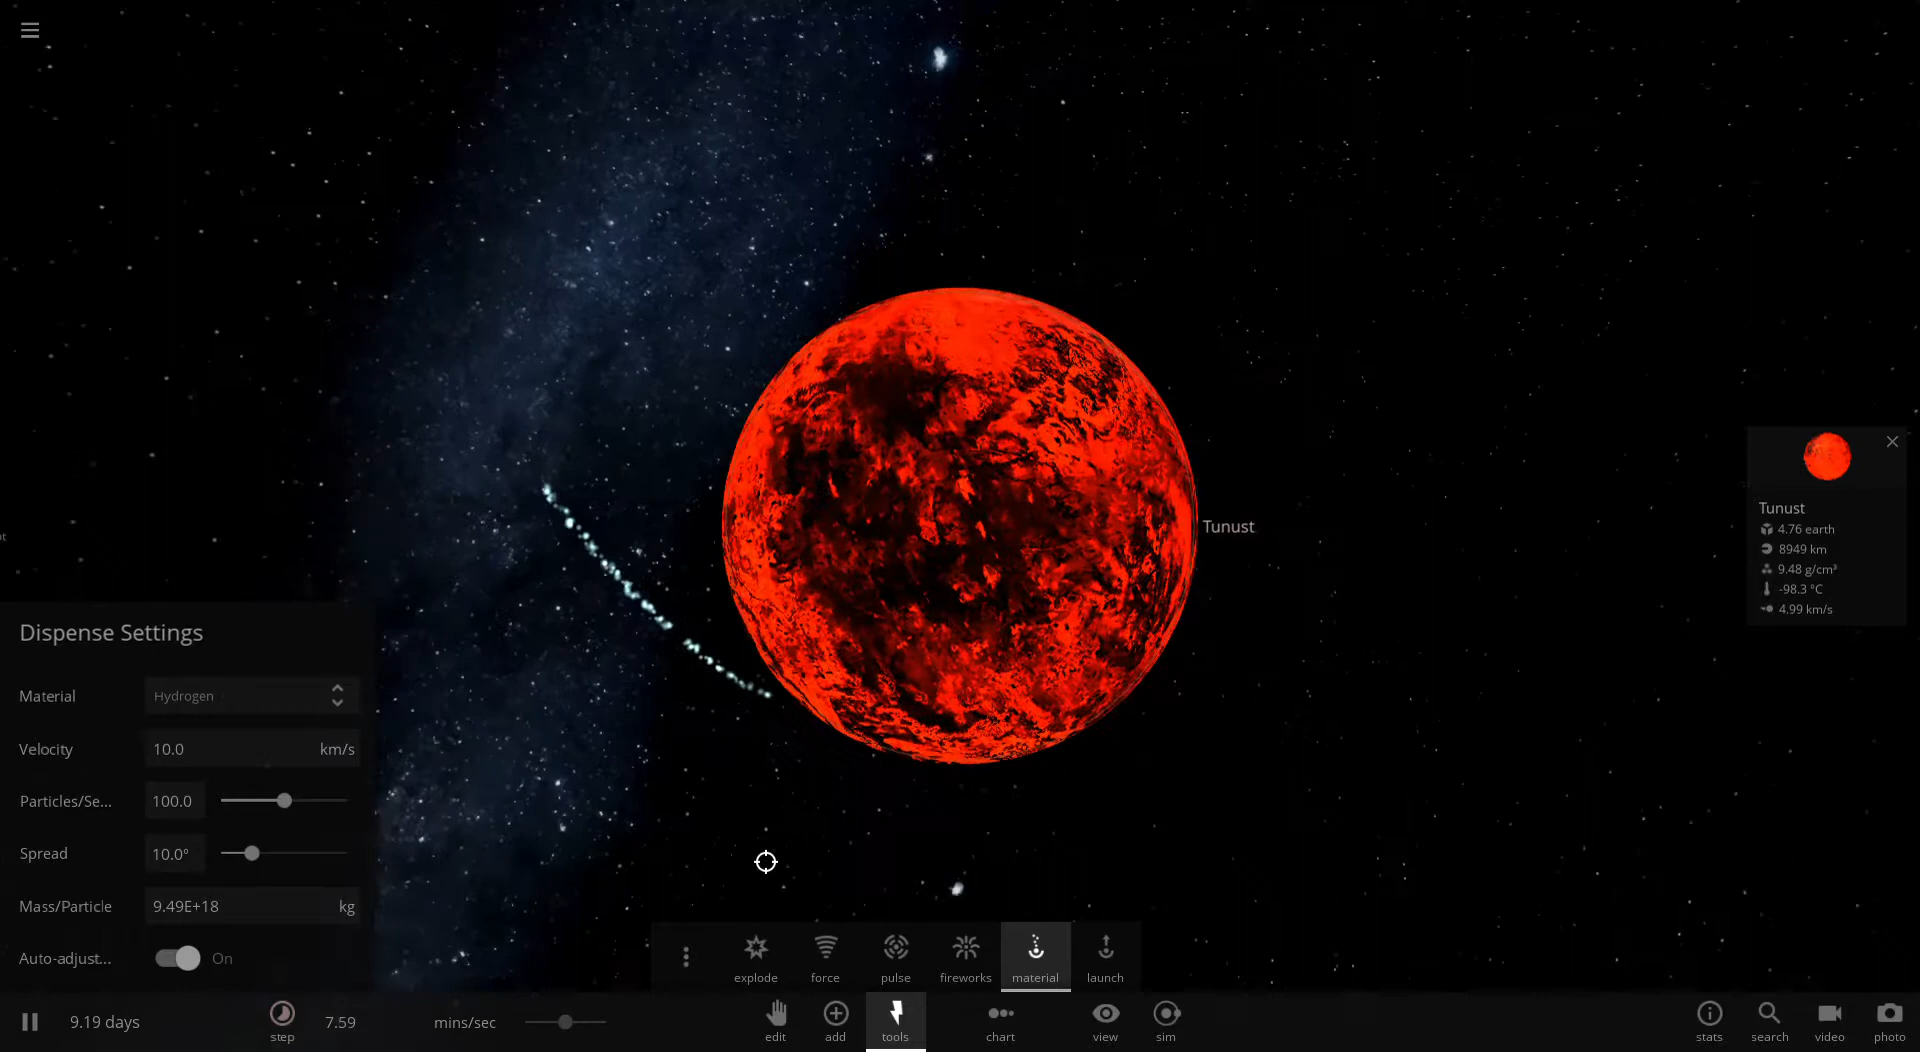 Tunust
Tunust
4.76 earth
8949 km
9.48 g/cm³
-98.3 °C
4.99 km/s
Dispense Settings
Material Hydrogen
Velocity 10.0 km/s
Particles/Se... 100.0
Spread 10.0°
Mass/Particle 9.49E+18 kg
Auto-adjust... On
explode force pulse fireworks material launch
9.19 days step 7.59 mins/sec edit add tools chart view sim stats search video photo